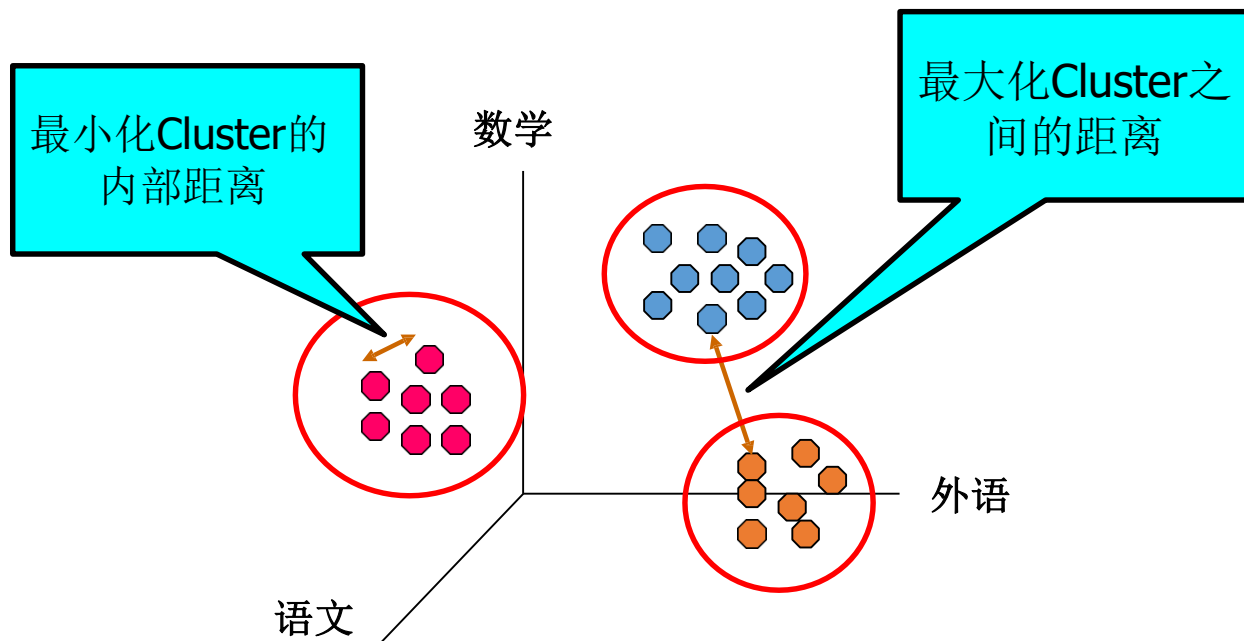 最小化Cluster的
内部距离
最大化Cluster之
间的距离
数学
外语
语文